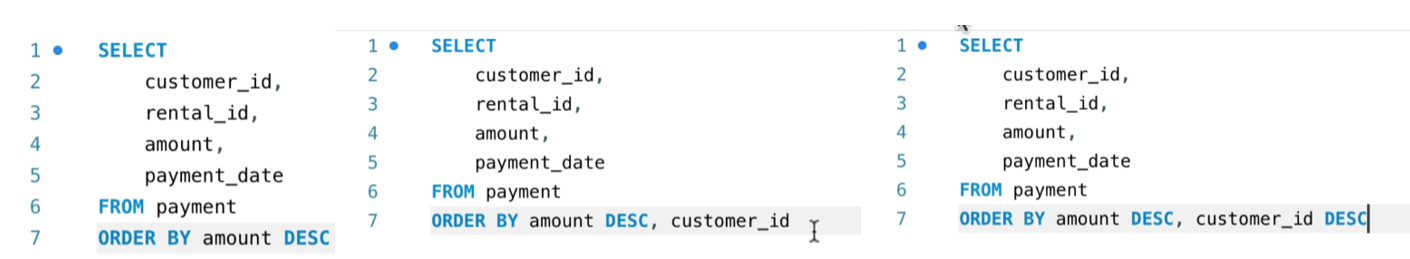 1 SELECT
2 customer_id,
3 rental_id,
4 amount,
5 payment_date
6 FROM payment
7 ORDER BY amount DESC
1 SELECT
2 customer_id,
3 rental_id,
4 amount,
5 payment_date
6 FROM payment
7 ORDER BY amount DESC, customer_id
1 SELECT
2 customer_id,
3 rental_id,
4 amount,
5 payment_date
6 FROM payment
7 ORDER BY amount DESC, customer_id DESC